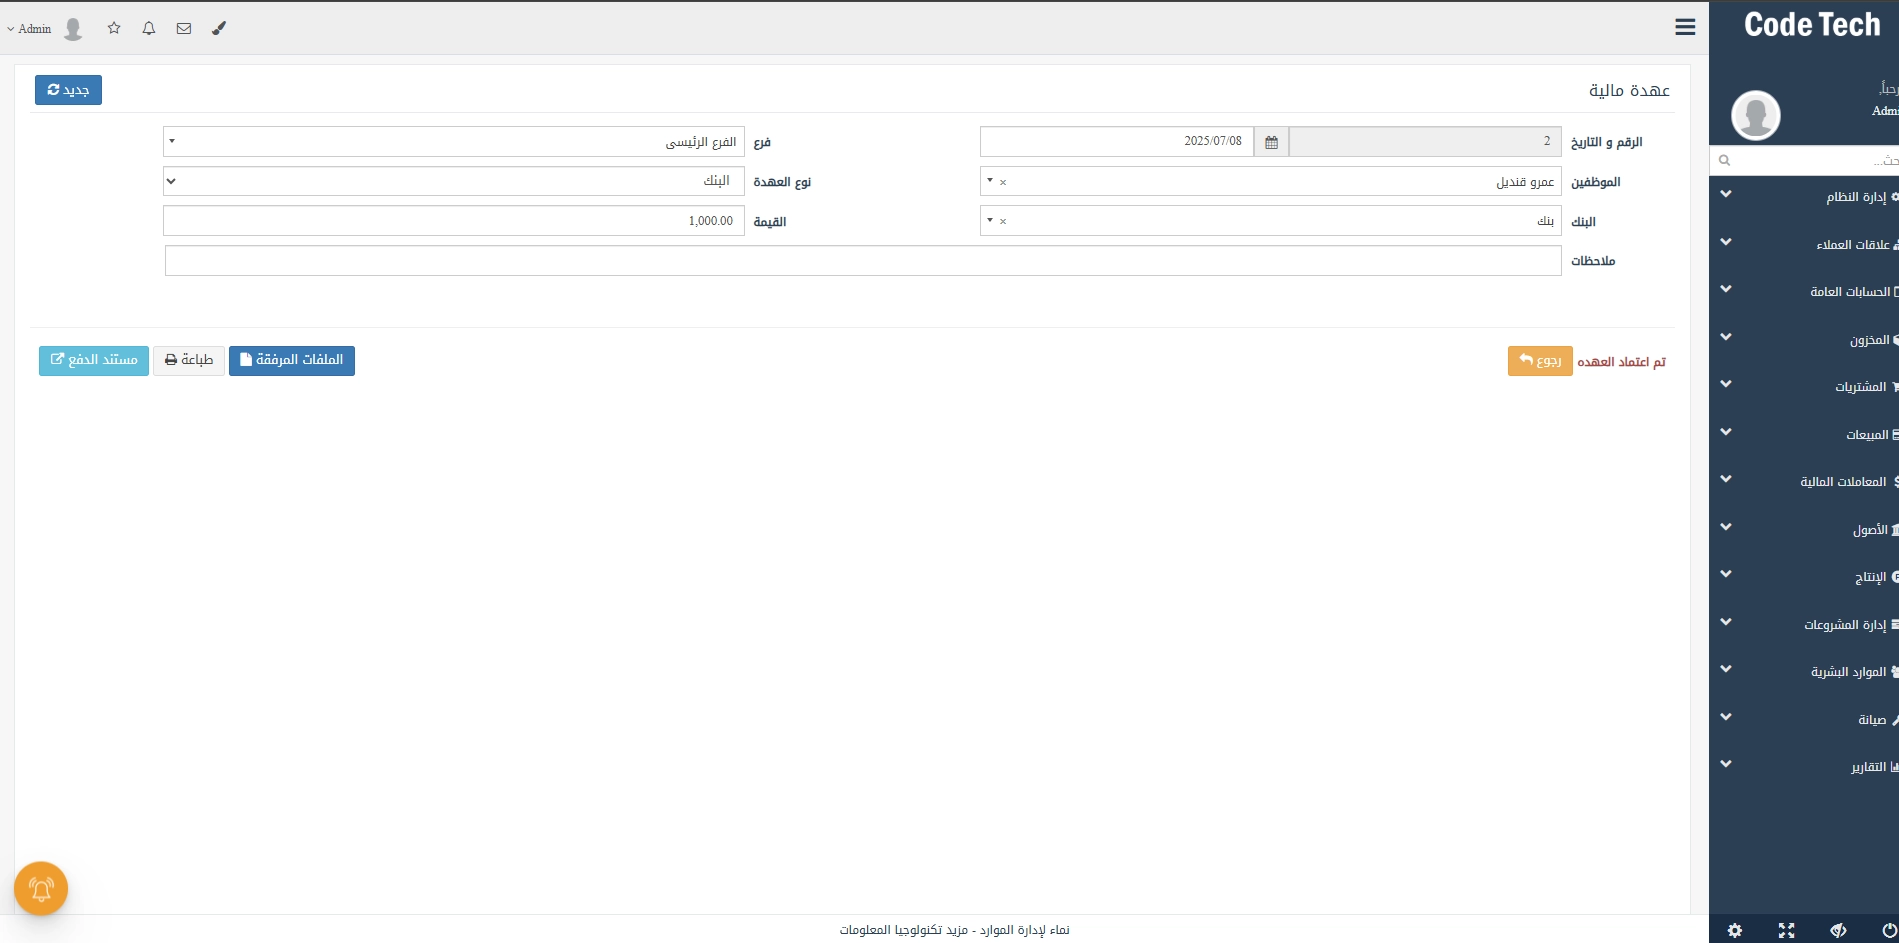 Code Tech
Admin
عهدة مالية
جديد
الرقم و التاريخ
2
2025/07/08
فرع
الفرع الرئيسى
الموظفين
عمرو قنديل
نوع العهدة
البنك
البنك
بنك
القيمة
1,000.00
ملاحظات
تم اعتماد العهده
رجوع
الملفات المرفقة
طباعة
مستند الدفع
إدارة النظام
علاقات العملاء
الحسابات العامة
المخزون
المشتريات
المبيعات
المعاملات المالية
الأصول
الإنتاج
إدارة المشروعات
الموارد البشرية
صيانة
التقارير
نماء لإدارة الموارد - مزيد تكنولوجيا المعلومات